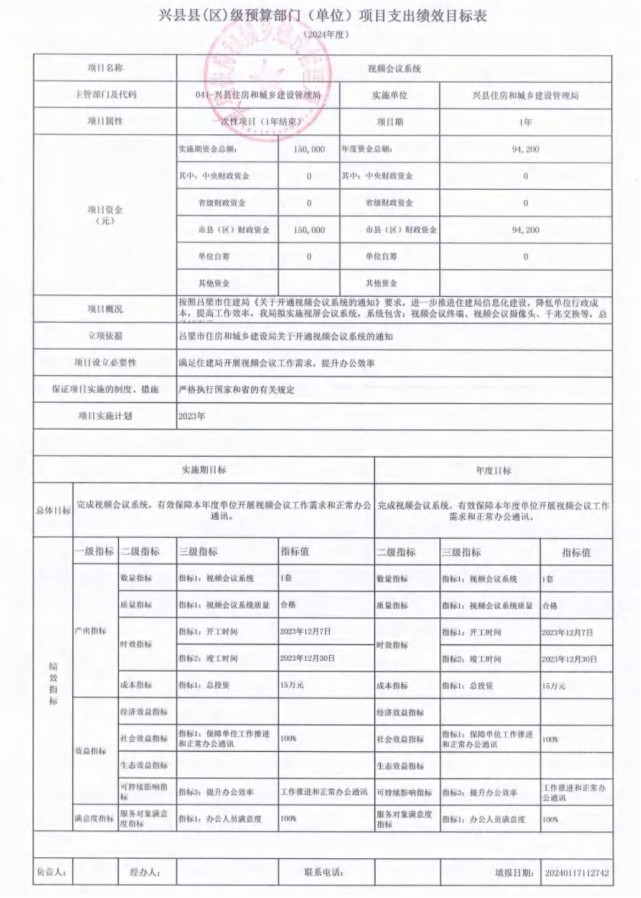 兴县县(区)级预算部门（单位）项目支出绩效目标表
（2024年度）
项目名称 视频会议系统
主管部门及代码 041-兴县住房和城乡建设管理局 实施单位 兴县住房和城乡建设管理局
项目属性 一次性项目（1年结束） 项目期 1年
项目资金（元）
实施期资金总额： 150,000 年度资金总额： 94,200
其中：中央财政资金 0 其中：中央财政资金 0
省级财政资金 0 省级财政资金 0
市县（区）财政资金 150,000 市县（区）财政资金 94,200
单位自筹 0 单位自筹 0
其他资金 其他资金
项目概况 按照吕梁市住建局《关于开通视频会议系统的通知》要求，进一步推进住建局信息化建设，降低单位行政成
本，提高工作效率，我局拟实施视屏会议系统，系统包含：视频会议终端、视频会议摄像头、千兆交换等，总
立项依据 吕梁市住房和城乡建设局关于开通视频会议系统的通知
项目设立必要性 满足住建局开展视频会议工作需求，提升办公效率
保证项目实施的制度、措施 严格执行国家和省的有关规定
项目实施计划 2023年
实施期目标 年度目标
总体目标 完成视频会议系统，有效保障本年度单位开展视频会议工作需求和正常办公 完成视频会议系统，有效保障本年度单位开展视频会议工作
通讯。 需求和正常办公通讯。
绩效指标
一级指标 二级指标 三级指标 指标值 二级指标 三级指标 指标值
产出指标
数量指标 指标1：视频会议系统 1套 数量指标 指标1：视频会议系统 1套
质量指标 指标1：视频会议系统质量 合格 质量指标 指标1：视频会议系统质量 合格
时效指标 指标1：开工时间 2023年12月7日 时效指标 指标1：开工时间 2023年12月7日
指标2：竣工时间 2023年12月30日 指标2：竣工时间 2023年12月30日
成本指标 指标1：总投资 15万元 成本指标 指标1：总投资 15万元
效益指标
经济效益指标 经济效益指标
社会效益指标 指标1：保障单位工作推进 100% 社会效益指标 指标1：保障单位工作推进 100%
和正常办公通讯 和正常办公通讯
生态效益指标 生态效益指标
可持续影响指 指标3：提升办公效率 工作推进和正常办公通讯 可持续影响指标 指标3：提升办公效率 工作推进和正常办
标 公通讯
满意度指标 服务对象满意 指标1：办公人员满意度 100% 服务对象满意度 指标1：办公人员满意度 100%
度指标 指标
负责人： 经办人： 联系电话： 填报日期： 20240117112742